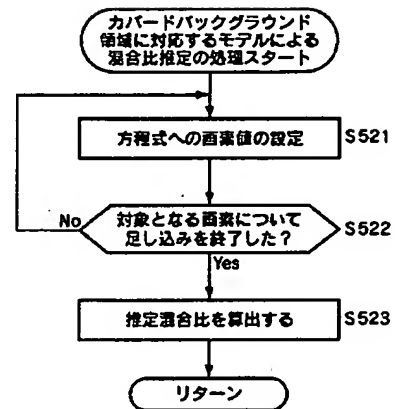 カバードバックグラウンド
領域に対応するモデルによる
混合比推定の処理スタート
方程式への画素値の設定
S521
対象となる画素について
足し込みを終了した？
S522
No
Yes
推定混合比を算出する
S523
リターン